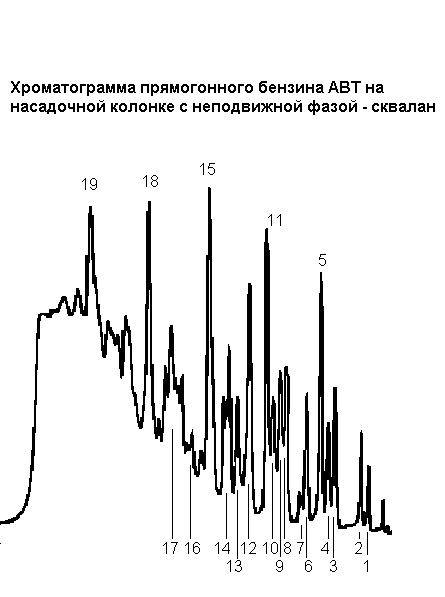 Хроматограмма прямогонного бензина АВТ на
насадочной колонке с неподвижной фазой - сквалан
15
18
19
11
5
17 16 14 12 10 8 7 4 2
13 9 6 3 1